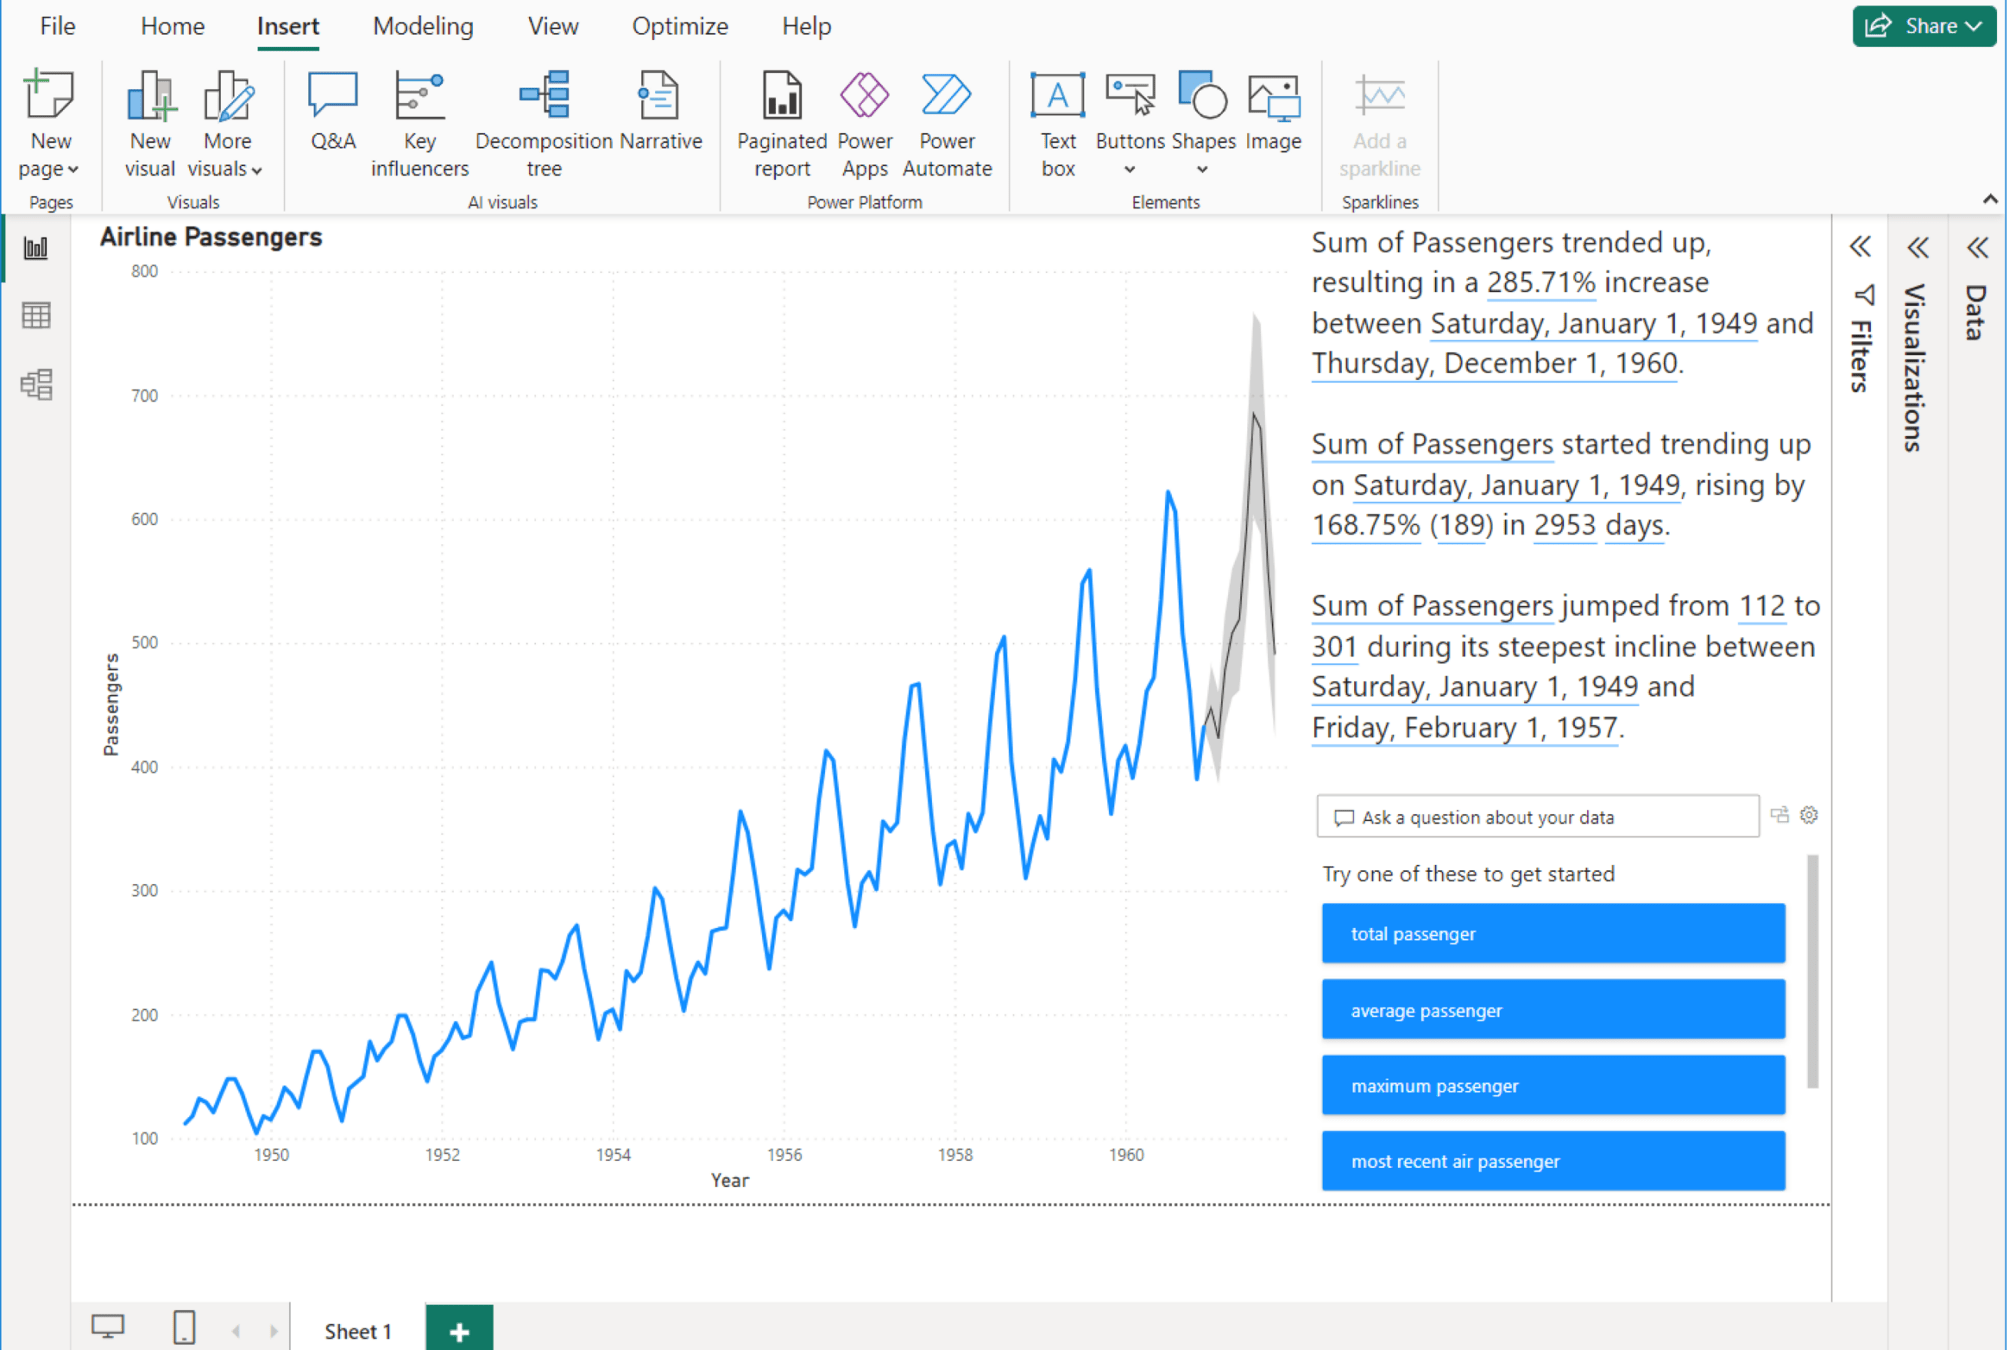 File Home Insert Modeling View Optimize Help Share
New page
Pages
New visual
More visuals
Visuals
Q&A
Key influencers
Decomposition tree
Narrative
AI visuals
Paginated report
Power Apps
Power Automate
Power Platform
Text box
Buttons
Shapes
Image
Elements
Add a sparkline
Sparklines
Airline Passengers
800
700
600
500
400
300
200
100
Passengers
1950 1952 1954 1956 1958 1960
Year
Sum of Passengers trended up,
resulting in a 285.71% increase
between Saturday, January 1, 1949 and
Thursday, December 1, 1960.
Sum of Passengers started trending up
on Saturday, January 1, 1949, rising by
168.75% (189) in 2953 days.
Sum of Passengers jumped from 112 to
301 during its steepest incline between
Saturday, January 1, 1949 and
Friday, February 1, 1957.
Ask a question about your data
Try one of these to get started
total passenger
average passenger
maximum passenger
most recent air passenger
Filters
Visualizations
Data
Sheet 1